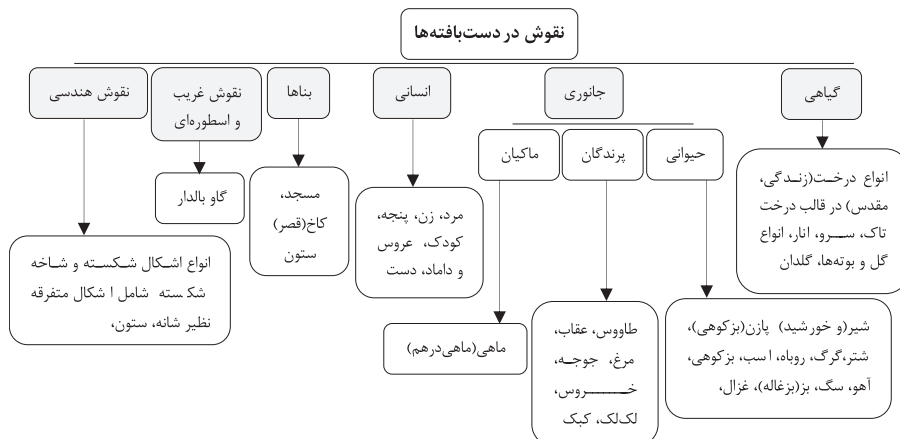 نقوش در دست‌بافته‌ها
گیاهی
جانوری
انسانی
بناها
نقوش غریب
و اسطوره‌ای
نقوش هندسی
حیوانی
پرندگان
ماکیان
انواع درخت(زندگی،
مقدس) در قالب درخت
تاک، سرو، انار، انواع
گل و بوته‌ها، گلدان
شیر(و خورشید) پازن(بزکوهی)،
شتر،گرگ، روباه، اسب، بزکوهی،
آهو، سگ، بز(بزغاله)، غزال،
طاووس، عقاب،
مرغ، جوجه،
خروس،
لک‌لک، کبک
ماهی(ماهی‌درهم)
مرد، زن، پنجه،
کودک، عروس
و داماد، دست
مسجد،
کاخ(قصر)
ستون
گاو بالدار
انواع اشکال شکسته و شاخه
شکسته شامل اشکال متفرقه
نظیر شانه، ستون،